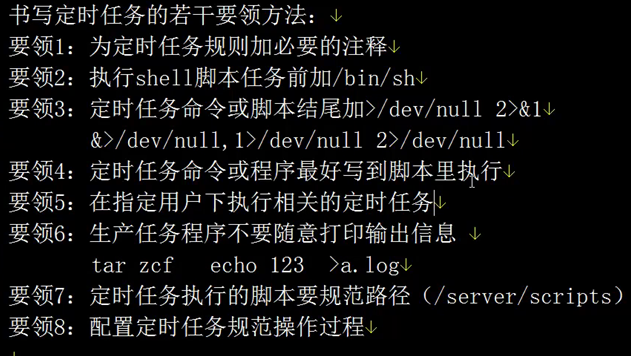 书写定时任务的若干要领方法：↓
要领1：为定时任务规则加必要的注释↓
要领2：执行shell脚本任务前加/bin/sh↓
要领3：定时任务命令或脚本结尾加>/dev/null 2>&1↓
&>/dev/null,1>/dev/null 2>/dev/null↓
要领4：定时任务命令或程序最好写到脚本里执行↓
要领5：在指定用户下执行相关的定时任务↓
要领6：生产任务程序不要随意打印输出信息 ↓
tar zcf   echo 123  >a.log↓
要领7：定时任务执行的脚本要规范路径（/server/scripts）
要领8：配置定时任务规范操作过程↓
↓